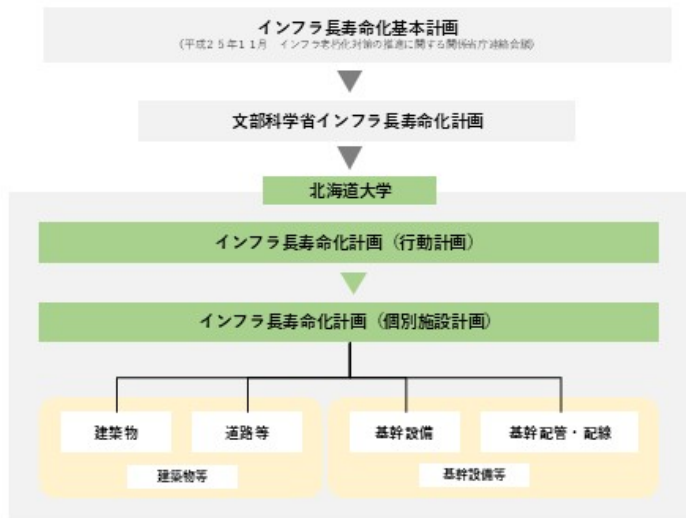 インフラ長寿命化基本計画
（平成２５年１１月　インフラ老朽化対策の推進に関する関係省庁連絡会議）
文部科学省インフラ長寿命化計画
北海道大学
インフラ長寿命化計画（行動計画）
インフラ長寿命化計画（個別施設計画）
建築物
道路等
基幹設備
基幹配管・配線
建築物等
基幹設備等